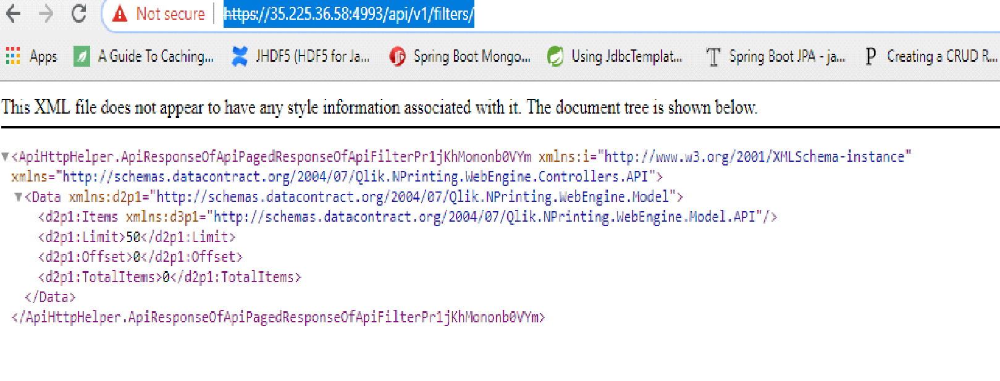 Not secure https://35.225.36.58:4993/api/v1/filters/
Apps A Guide To Caching... JHDF5 (HDF5 for Ja... Spring Boot Mongo... Using JdbcTemplat... Spring Boot JPA - ja... Creating a CRUD R...
This XML file does not appear to have any style information associated with it. The document tree is shown below.
<ApiHttpHelper.ApiResponseOfApiPagedResponseOfApiFilterPr1jKhMononb0VYm xmlns:i="http://www.w3.org/2001/XMLSchema-instance"
xmlns="http://schemas.datacontract.org/2004/07/Qlik.NPrinting.WebEngine.Controllers.API">
<Data xmlns:d2p1="http://schemas.datacontract.org/2004/07/Qlik.NPrinting.WebEngine.Model">
<d2p1:Items xmlns:d3p1="http://schemas.datacontract.org/2004/07/Qlik.NPrinting.WebEngine.Model.API"/>
<d2p1:Limit>50</d2p1:Limit>
<d2p1:Offset>0</d2p1:Offset>
<d2p1:TotalItems>0</d2p1:TotalItems>
</Data>
</ApiHttpHelper.ApiResponseOfApiPagedResponseOfApiFilterPr1jKhMononb0VYm>